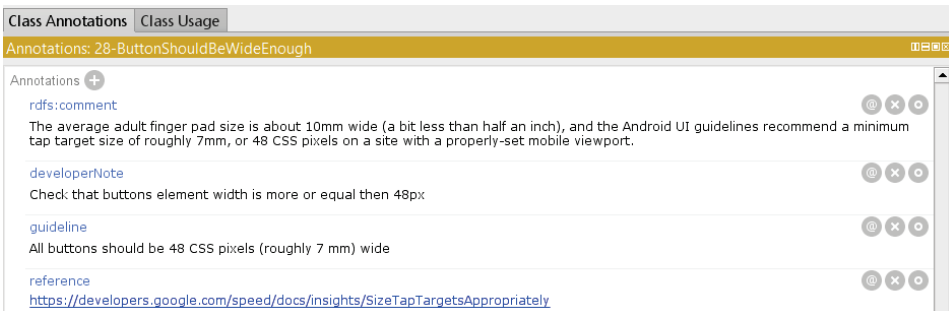 Class Annotations Class Usage
Annotations: 28-ButtonShouldBeWideEnough
Annotations
rdfs:comment
The average adult finger pad size is about 10mm wide (a bit less than half an inch), and the Android UI guidelines recommend a minimum
tap target size of roughly 7mm, or 48 CSS pixels on a site with a properly-set mobile viewport.
developerNote
Check that buttons element width is more or equal then 48px
guideline
All buttons should be 48 CSS pixels (roughly 7 mm) wide
reference
https://developers.google.com/speed/docs/insights/SizeTapTargetsAppropriately